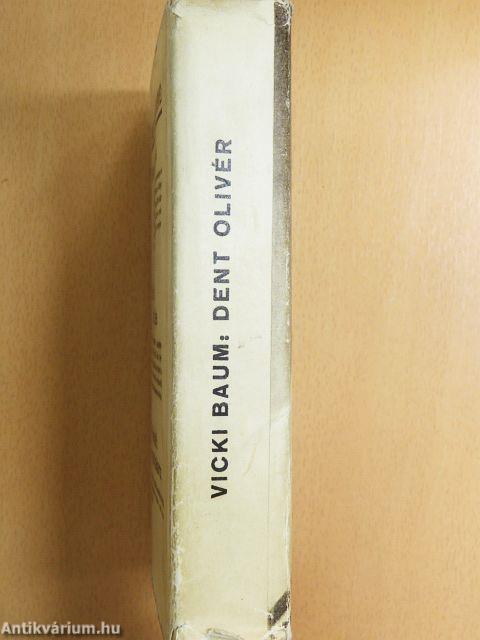 VICKI BAUM: DENT OLIVÉR
Antikvárium.hu